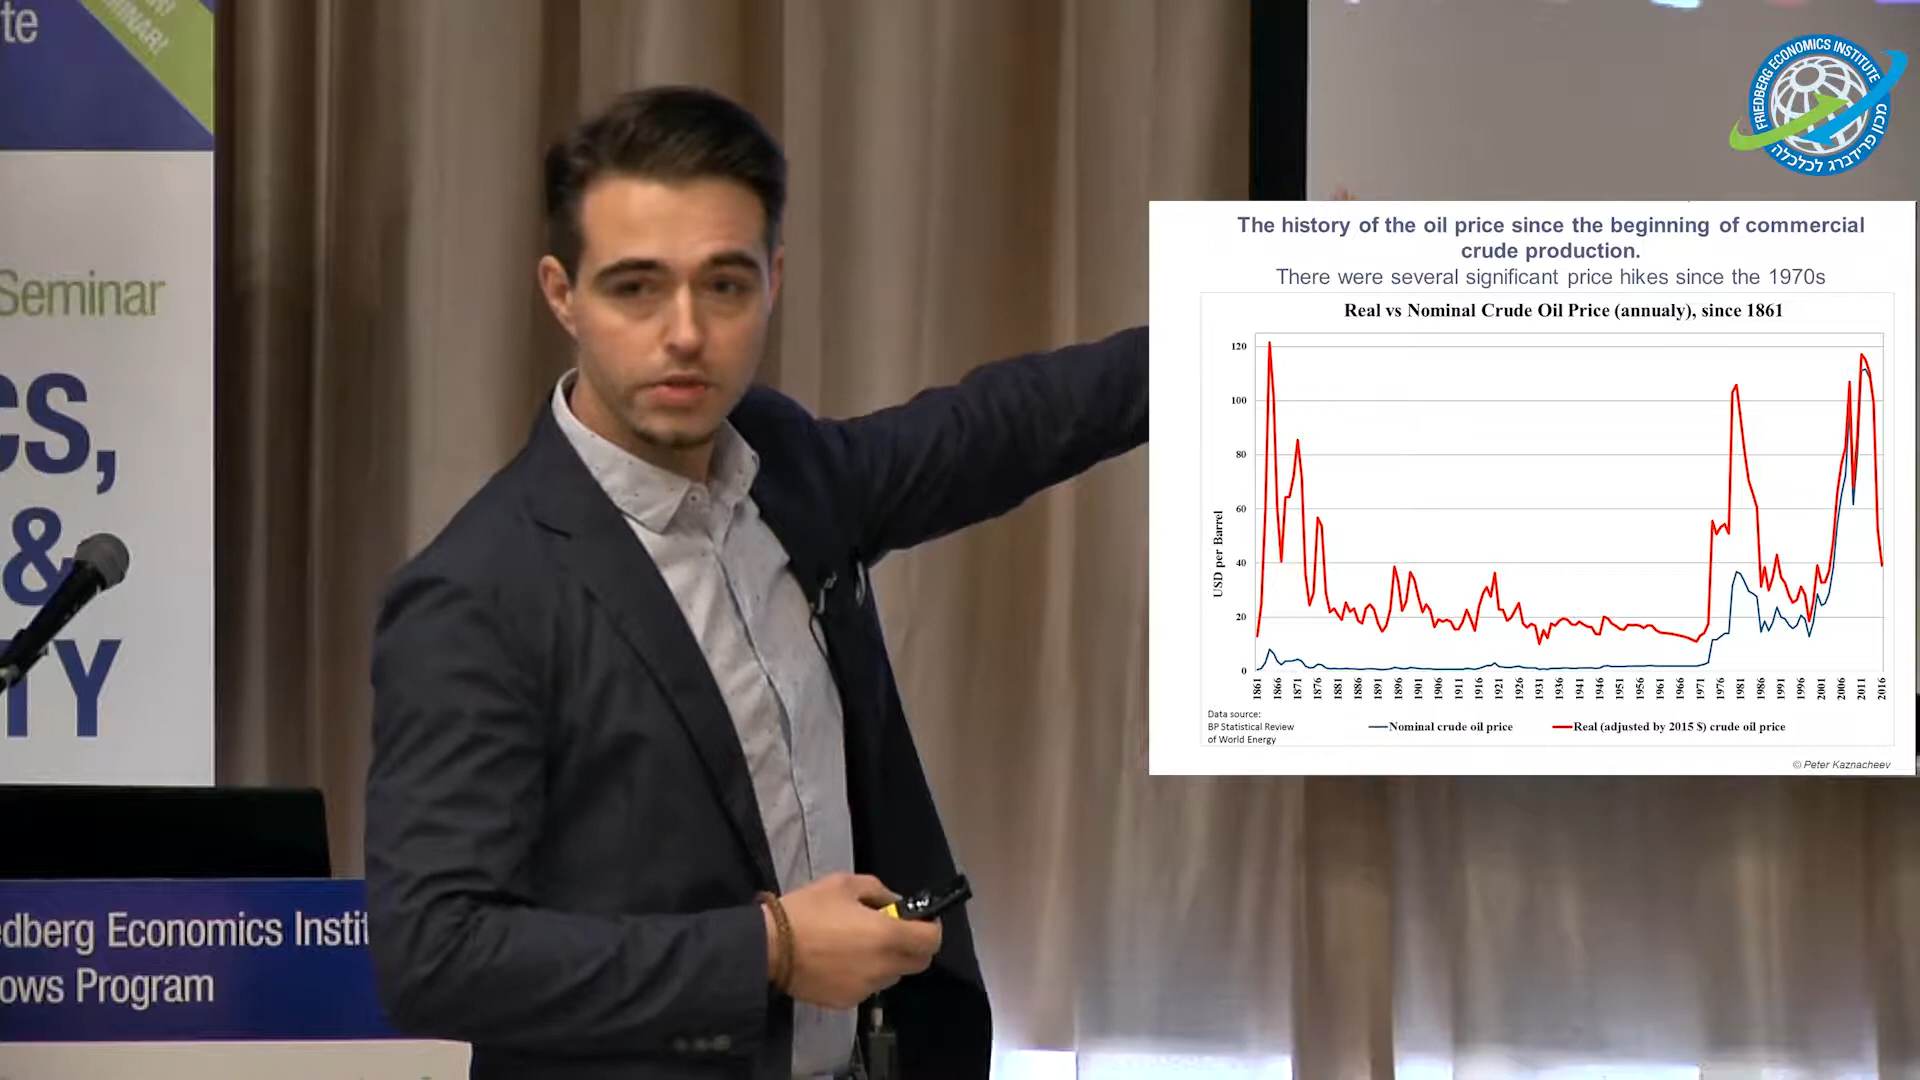 te
Seminar
CS,
&
TY
edberg Economics Instit
ows Program
FRIEDBERG ECONOMICS INSTITUTE
מכון פרידברג לכלכלה
The history of the oil price since the beginning of commercial
crude production.
There were several significant price hikes since the 1970s
Real vs Nominal Crude Oil Price (annualy), since 1861
USD per Barrel
120
100
80
60
40
20
0
1861 1866 1871 1876 1881 1886 1891 1896 1901 1906 1911 1916 1921 1926 1931 1936 1941 1946 1951 1956 1961 1966 1971 1976 1981 1986 1991 1996 2001 2006 2011 2016
Data source:
BP Statistical Review
of World Energy
Nominal crude oil price
Real (adjusted by 2015 $) crude oil price
© Peter Kaznacheev